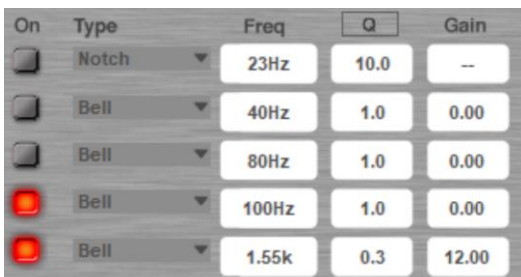 On Type Freq Q Gain
Notch 23Hz 10.0 --
Bell 40Hz 1.0 0.00
Bell 80Hz 1.0 0.00
Bell 100Hz 1.0 0.00
Bell 1.55k 0.3 12.00